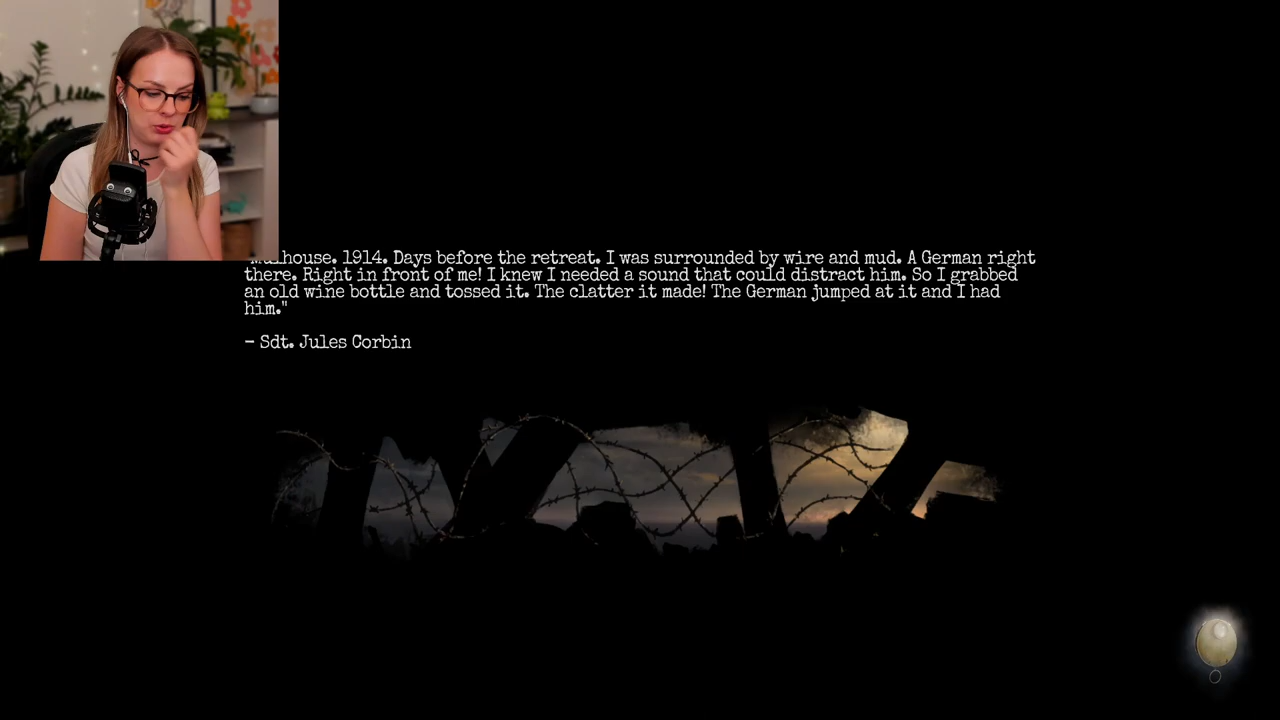 1914. Days before the retreat. I was surrounded by wire and mud. A German right
there. Right in front of me! I knew I needed a sound that could distract him. So I grabbed
an old wine bottle and tossed it. The clatter it made! The German jumped at it and I had
him."
- Sdt. Jules Corbin